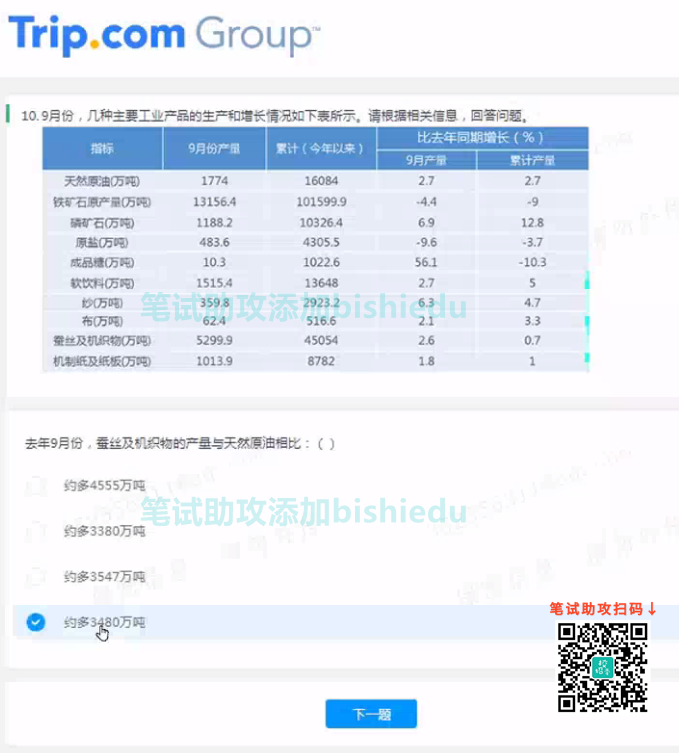 Trip.com Group™
10. 9月份，几种主要工业产品的生产和增长情况如下表所示。请根据相关信息，回答问题。
指标 9月份产量 累计（今年以来） 比去年同期增长（%）
9月产量 累计产量
天然原油(万吨) 1774 16084 2.7 2.7
铁矿石原产量(万吨) 13156.4 101599.9 -4.4 -9
磷矿石(万吨) 1188.2 10326.4 6.9 12.8
原盐(万吨) 483.6 4305.5 -9.6 -3.7
成品糖(万吨) 10.3 1022.6 56.1 -10.3
软饮料(万吨) 1515.4 13648 2.7 5
纱(万吨) 359.8 2923.2 6.3 4.7
笔试助攻添加bishiedu
布(万吨) 62.4 516.6 2.1 3.3
蚕丝及机织物(万吨) 5299.9 45054 2.6 0.7
机制纸及纸板(万吨) 1013.9 8782 1.8 1
去年9月份，蚕丝及机织物的产量与天然原油相比：( )
约多4555万吨
笔试助攻添加bishiedu
约多3380万吨
约多3547万吨
笔试助攻扫码↓
约多3480万吨
下一题